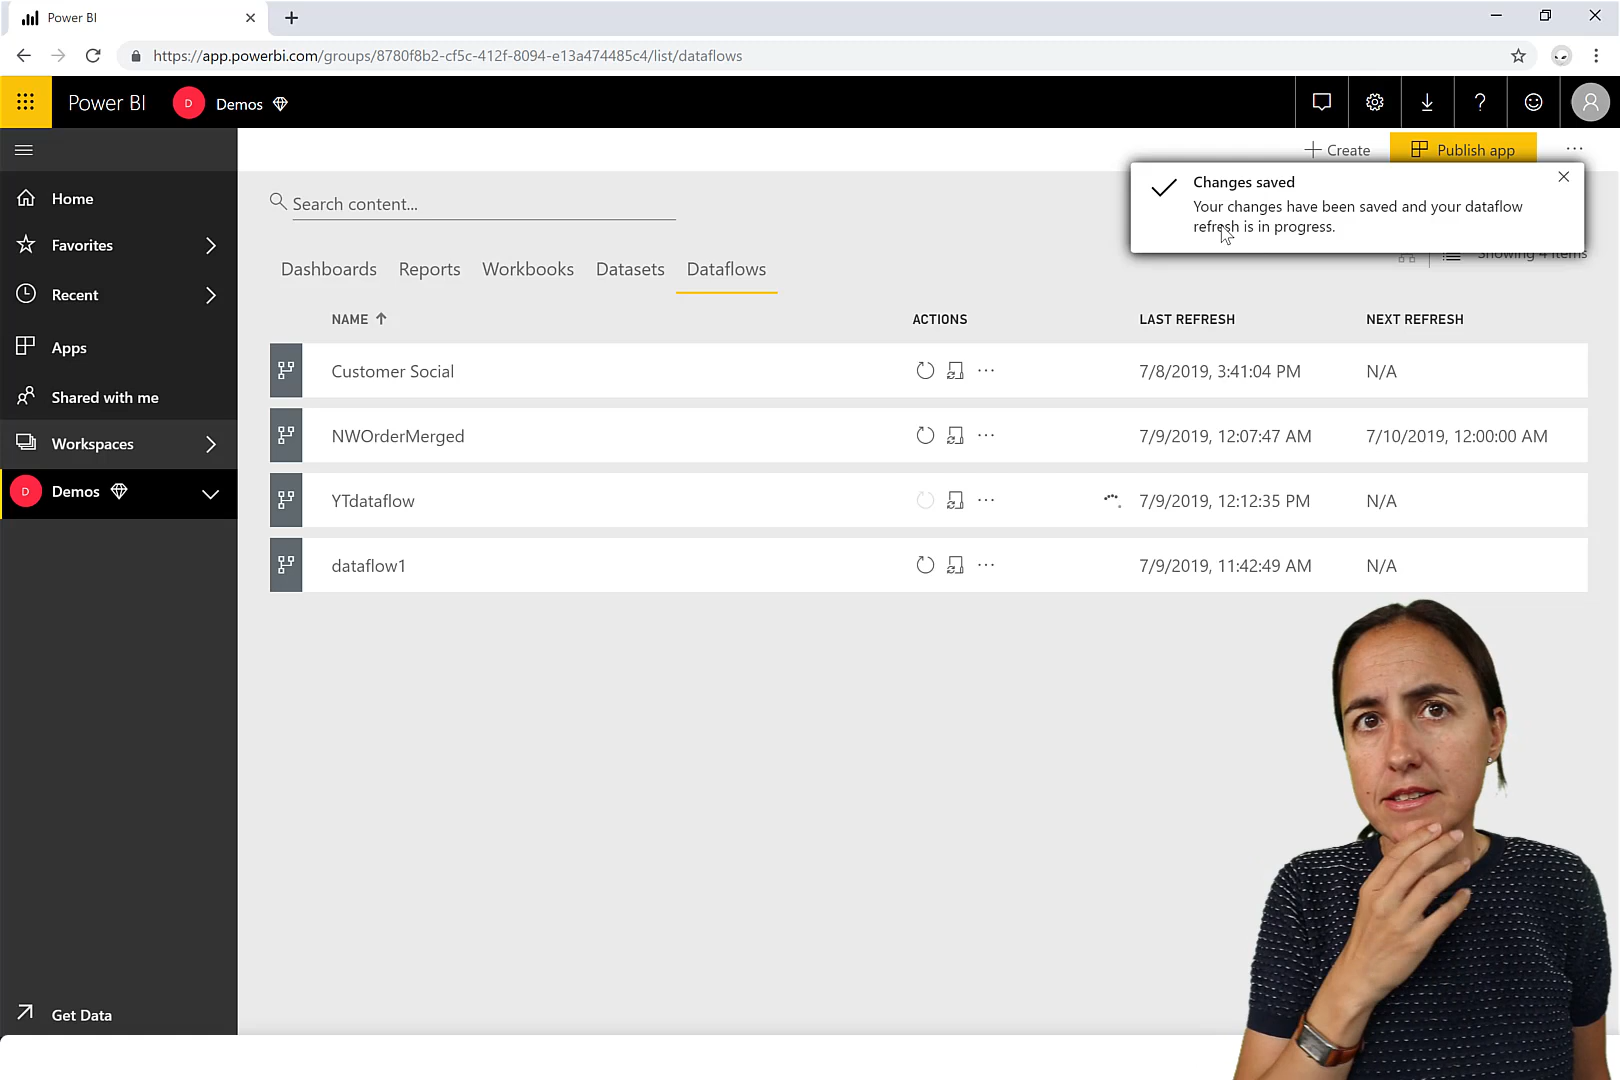 Power BI
https://app.powerbi.com/groups/8780f8b2-cf5c-412f-8094-e13a474485c4/list/dataflows
Power BI D Demos
Create Publish app
Changes saved
Your changes have been saved and your dataflow
refresh is in progress.
Search content...
Showing 4 items
Dashboards Reports Workbooks Datasets Dataflows
NAME ACTIONS LAST REFRESH NEXT REFRESH
Customer Social 7/8/2019, 3:41:04 PM N/A
NWOrderMerged 7/9/2019, 12:07:47 AM 7/10/2019, 12:00:00 AM
YTdataflow 7/9/2019, 12:12:35 PM N/A
dataflow1 7/9/2019, 11:42:49 AM N/A
Home
Favorites
Recent
Apps
Shared with me
Workspaces
D Demos
Get Data